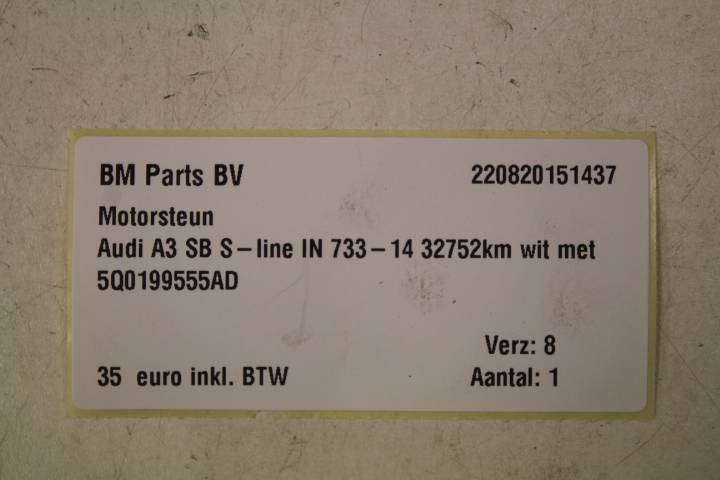 BM Parts BV 220820151437
Motorsteun
Audi A3 SB S-line IN 733-14 32752km wit met
5Q0199555AD
Verz: 8
35 euro inkl. BTW Aantal: 1